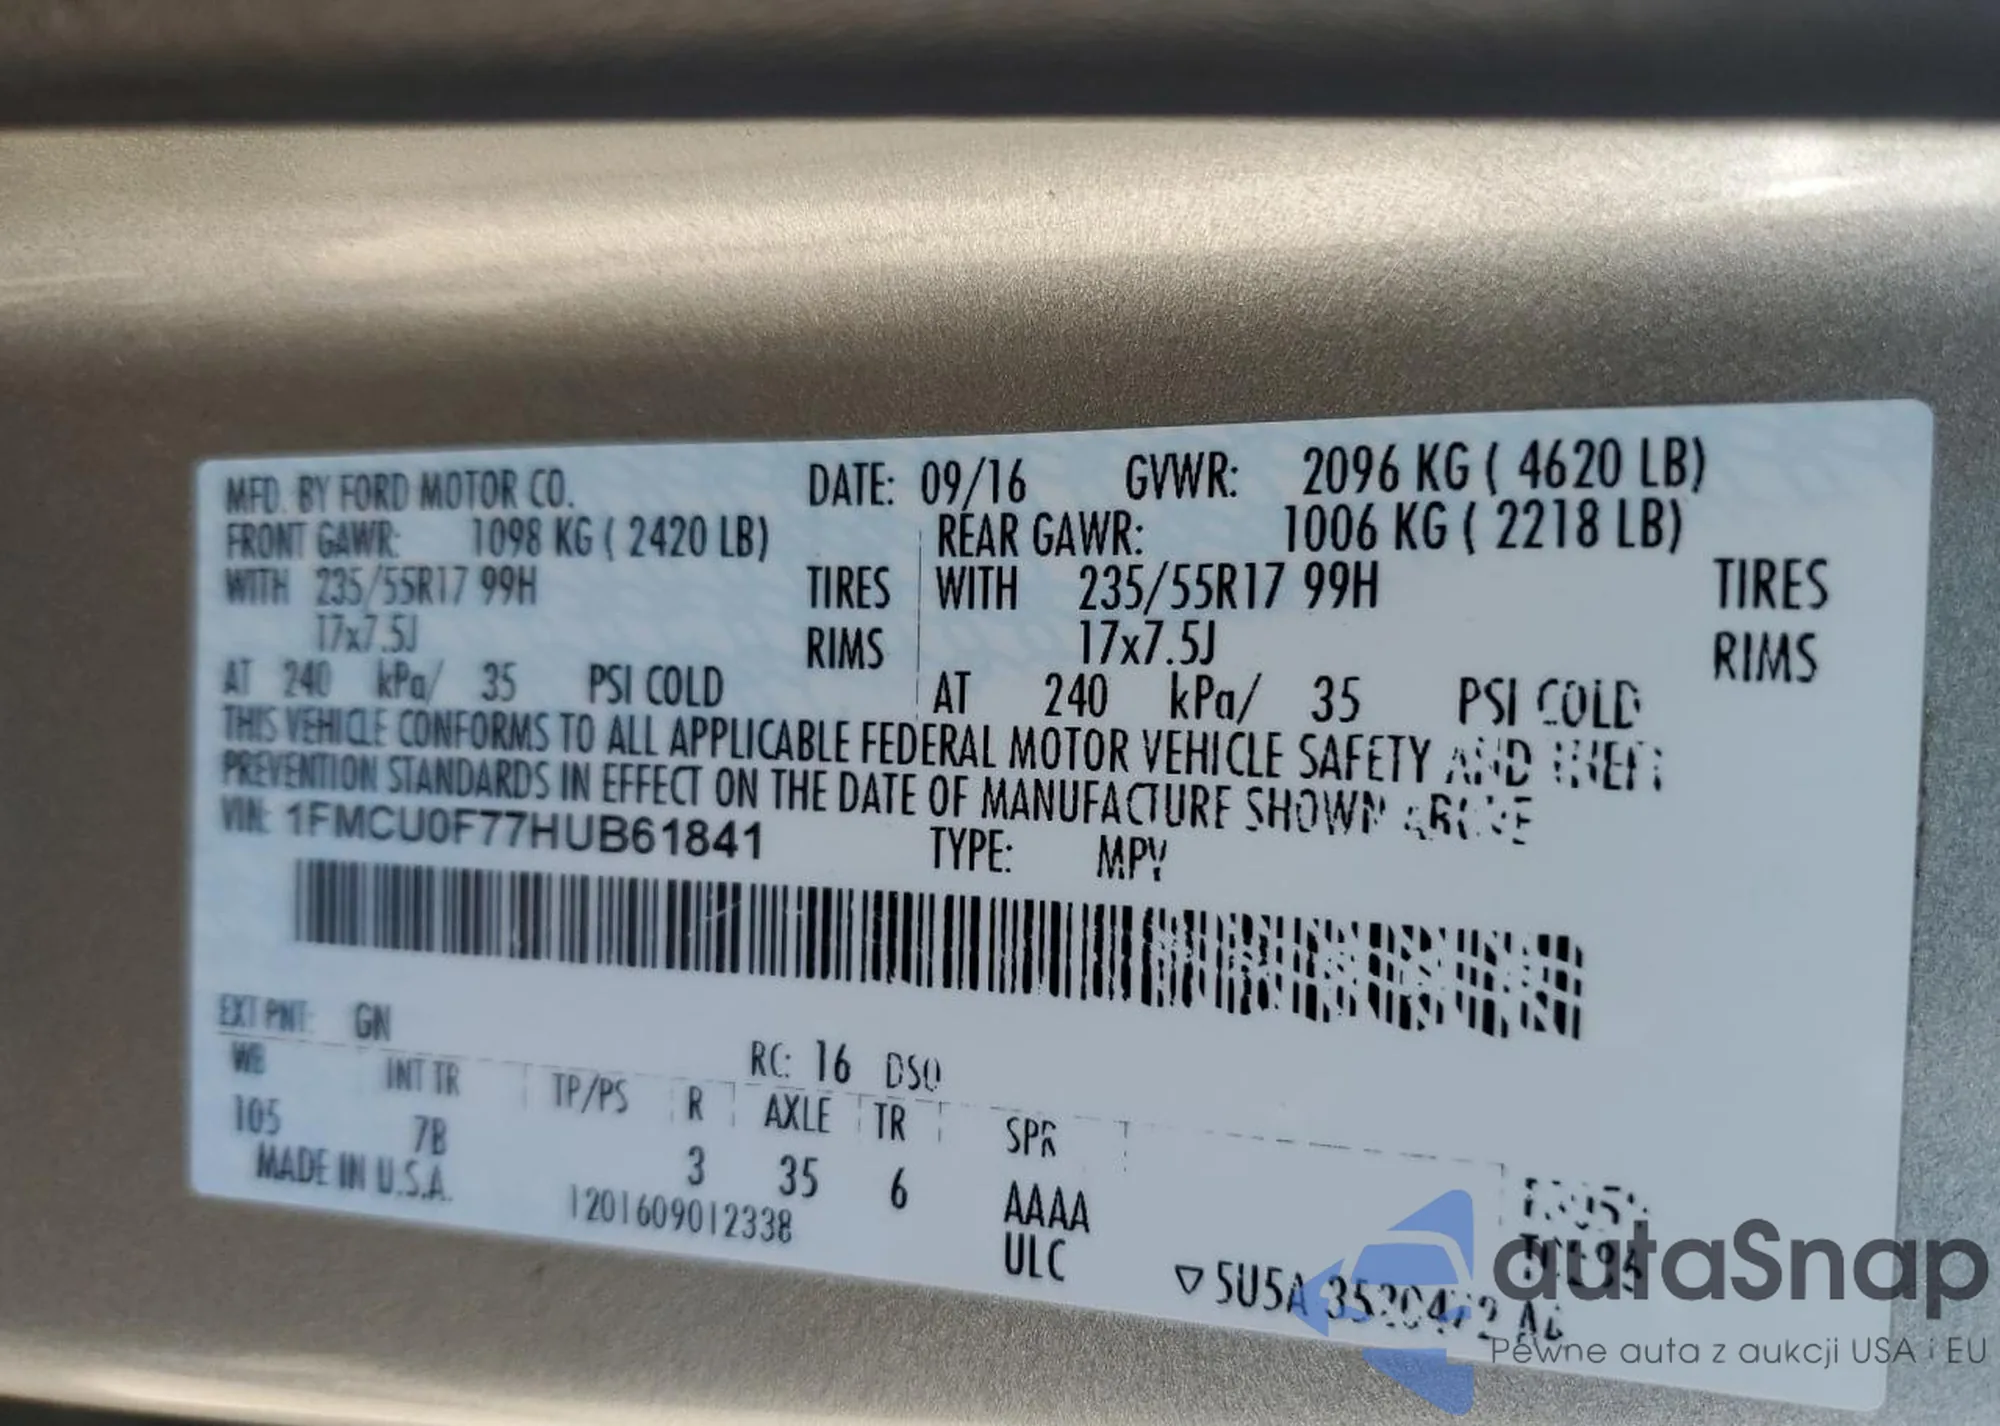 MFD. BY FORD MOTOR CO. DATE: 09/16 GVWR: 2096 KG ( 4620 LB)
FRONT GAWR: 1098 KG ( 2420 LB) REAR GAWR: 1006 KG ( 2218 LB)
WITH 235/55R17 99H TIRES WITH 235/55R17 99H TIRES
17x7.5J RIMS 17x7.5J RIMS
AT 240 kPa/ 35 PSI COLD AT 240 kPa/ 35 PSI COLD
THIS VEHICLE CONFORMS TO ALL APPLICABLE FEDERAL MOTOR VEHICLE SAFETY AND THEFT
PREVENTION STANDARDS IN EFFECT ON THE DATE OF MANUFACTURE SHOWN ABOVE
VIN: 1FMCU0F77HUB61841 TYPE: MPV
EXT PNT: GN RC: 16 DSO
WB INT TR TP/PS R AXLE TR SPR
105 7B 3 35 6 AAAA
MADE IN U.S.A. 1201609012338 ULC
▽ 5U5A
autaSnap
Pewne auta z aukcji USA i EU